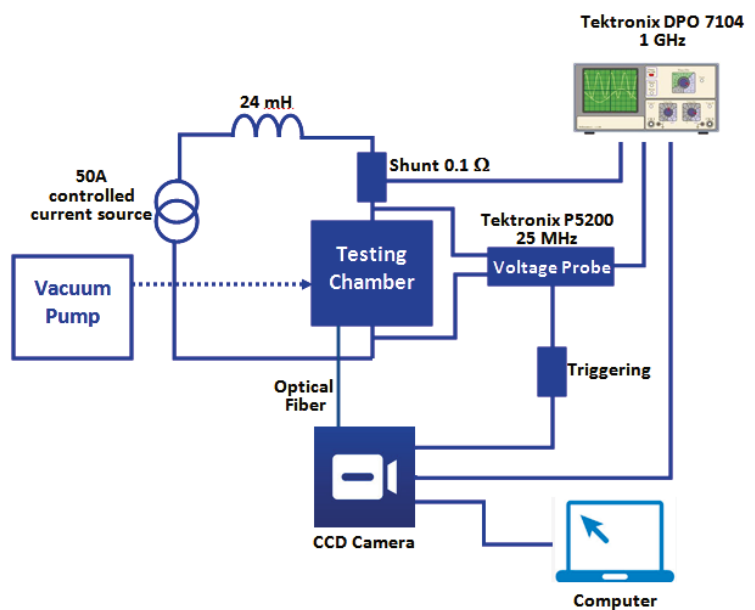 Tektronix DPO 7104
1 GHz
24 mH
50A
controlled
current source
Shunt 0.1 Ω
Tektronix P5200
25 MHz
Voltage Probe
Testing
Chamber
Vacuum
Pump
Triggering
Optical
Fiber
CCD Camera
Computer